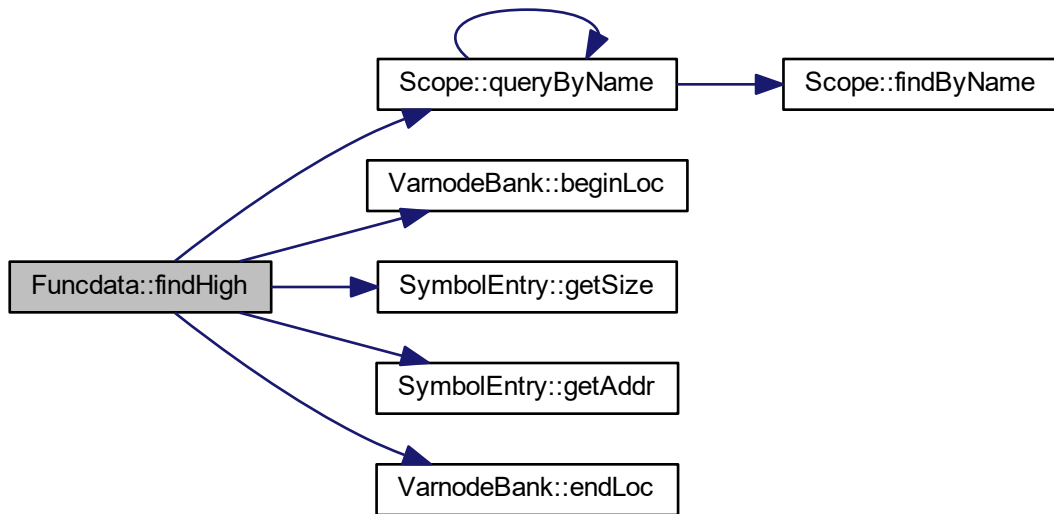 Scope::queryByName
Scope::findByName
VarnodeBank::beginLoc
Funcdata::findHigh
SymbolEntry::getSize
SymbolEntry::getAddr
VarnodeBank::endLoc